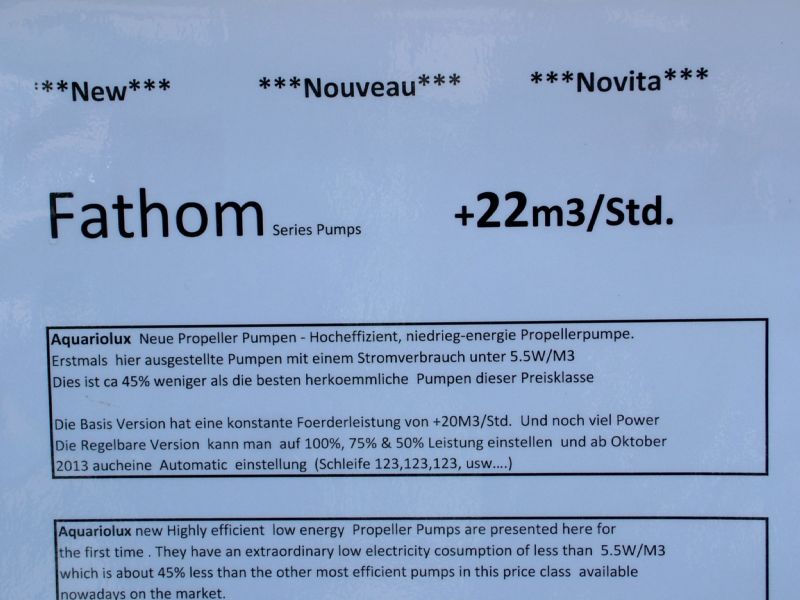 ***New*** ***Nouveau*** ***Novita***
Fathom Series Pumps +22m3/Std.
Aquariolux Neue Propeller Pumpen - Hocheffizient, niedrieg-energie Propellerpumpe.
Erstmals hier ausgestellte Pumpen mit einem Stromverbrauch unter 5.5W/M3
Dies ist ca 45% weniger als die besten herkoemmliche Pumpen dieser Preisklasse
Die Basis Version hat eine konstante Foerderleistung von +20M3/Std. Und noch viel Power
Die Regelbare Version kann man auf 100%, 75% & 50% Leistung einstellen und ab Oktober
2013 aucheine Automatic einstellung (Schleife 123,123,123, usw....)
Aquariolux new Highly efficient low energy Propeller Pumps are presented here for
the first time . They have an extraordinary low electricity cosumption of less than 5.5W/M3
which is about 45% less than the other most efficient pumps in this price class available
nowadays on the market.